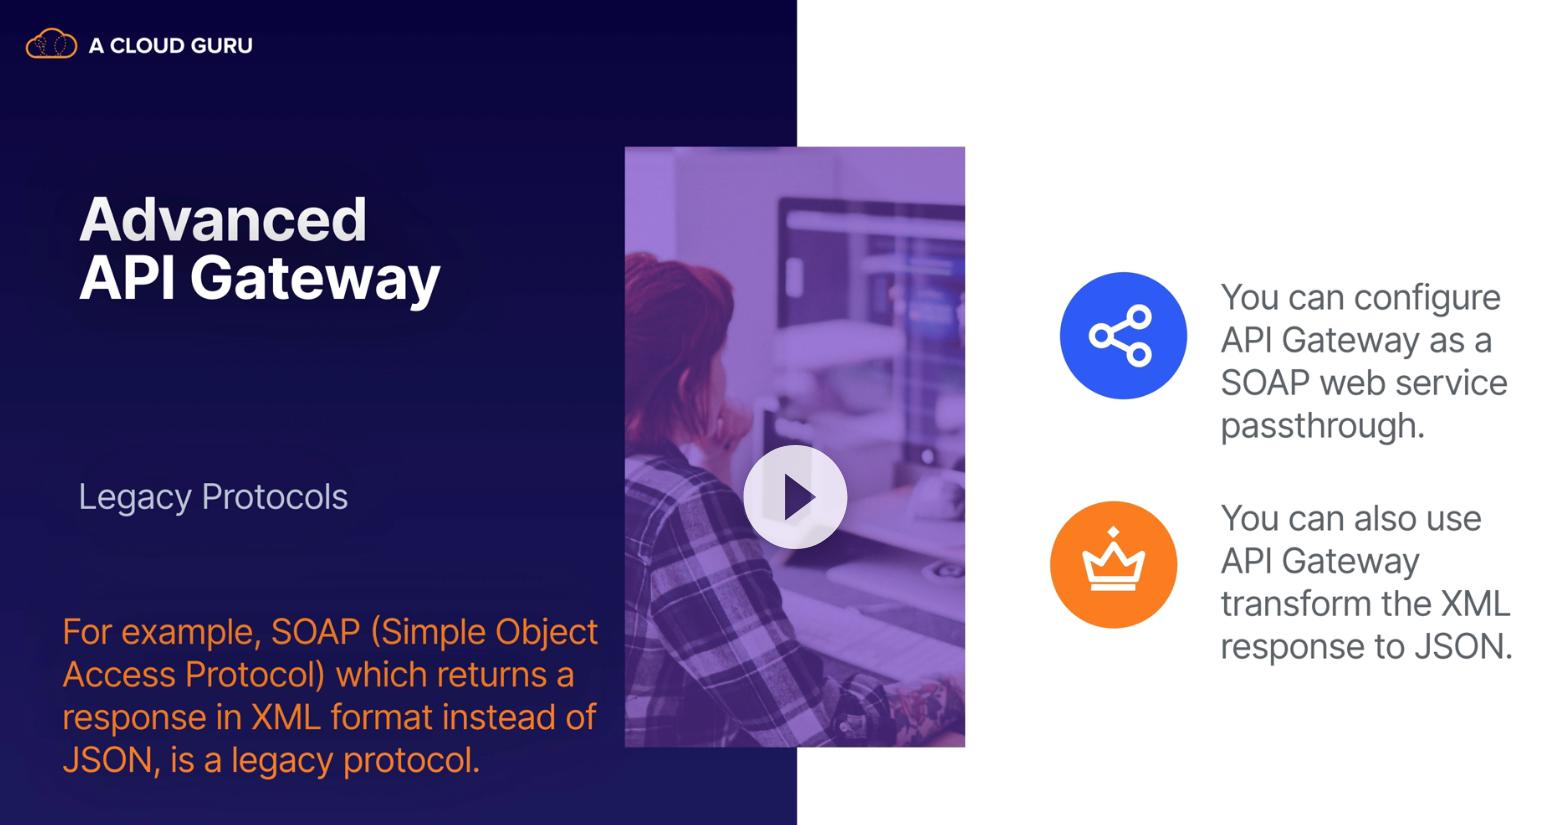 A CLOUD GURU
Advanced
API Gateway
Legacy Protocols
For example, SOAP (Simple Object
Access Protocol) which returns a
response in XML format instead of
JSON, is a legacy protocol.
You can configure
API Gateway as a
SOAP web service
passthrough.
You can also use
API Gateway
transform the XML
response to JSON.